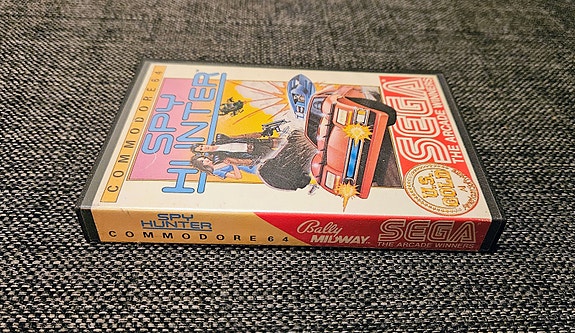 COMMODORE 64
SPY
HUNTER
SEGA
THE ARCADE WINNERS
U.S.
GOLD
SPY
HUNTER
COMMODORE 64
Bally
MIDWAY
SEGA
THE ARCADE WINNERS